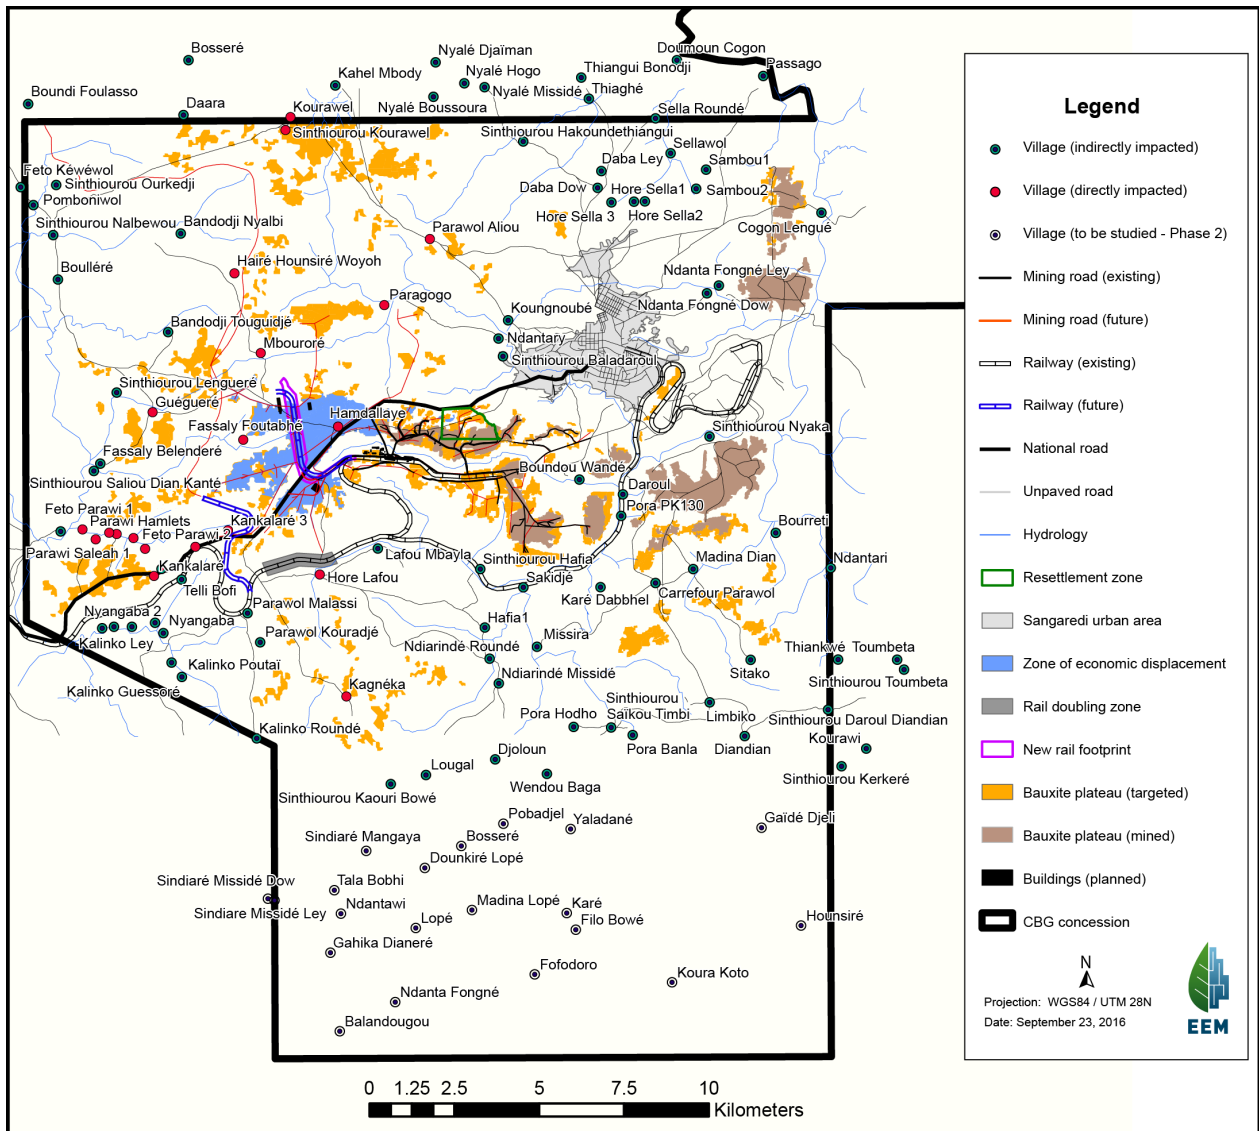 Bosseré
Nyalé Djaïman
Doumoun Cogon
Kahel Mbody
Nyalé Hogo
Thiangui Bonodji
Passago
Boundi Foulasso
Nyalé Missidé
Thiaghé
Daara
Nyalé Boussoura
Kourawel
Sella Roundé
Sinthiourou Kourawel
Sinthiourou Hakoundethiangui
Sellawol
Daba Ley
Sambou1
Feto Kéwéwol
Sinthiourou Ourkedji
Daba Dow
Hore Sella1
Sambou2
Pomboniwol
Hore Sella 3
Hore Sella2
Sinthiourou Nalbewou
Bandodji Nyalbi
Parawol Aliou
Cogon Lengué
Hairé Hounsiré Woyoh
Boulléré
Ndanta Fongné Ley
Paragogo
Koungnoubé
Ndanta Fongné Dow
Bandodji Touguidjé
Ndantary
Mbouroré
Sinthiourou Baladaroul
Sinthiourou Lengueré
Guégueré
Hamdallaye
Fassaly Foutabhé
Sinthiourou Nyaka
Fassaly Belenderé
Boundou Wandé
Sinthiourou Saliou Dian Kanté
Daroul
Feto Parawi 1
Pora PK130
Parawi Hamlets
Kankalaré 3
Bourreti
Feto Parawi 2
Parawi Saleah 1
Lafou Mbayla
Sinthiourou Hafia
Madina Dian
Ndantari
Kankalaré
Hore Lafou
Sakidjé
Telli Bofi
Karé Dabbhel
Carrefour Parawol
Nyangaba 2
Parawol Malassi
Nyangaba
Hafia1
Kalinko Ley
Parawol Kouradjé
Missira
Ndiarindé Roundé
Thiankwé
Toumbeta
Kalinko Poutaï
Ndiarindé Missidé
Sitako
Sinthiourou Toumbeta
Kalinko Guessoré
Kagnéka
Sinthiourou
Saïkou Timbi
Pora Hodho
Limbiko
Sinthiourou Daroul Diandian
Kalinko Roundé
Pora Banla
Diandian
Kourawi
Djoloun
Lougal
Sinthiourou Kerkeré
Sinthiourou Kaouri Bowé
Wendou Baga
Pobadjel
Yaladané
Gaïdé Djeli
Sindiaré Mangaya
Bosseré
Dounkiré Lopé
Sindiaré Missidé Dow
Tala Bobhi
Ndantawi
Madina Lopé
Karé
Sindiare Missidé Ley
Lopé
Filo Bowé
Hounsiré
Gahika Dianeré
Fofodoro
Koura Koto
Ndanta Fongné
Balandougou
0 1.25 2.5 5 7.5 10
Kilometers
Legend
Village (indirectly impacted)
Village (directly impacted)
Village (to be studied - Phase 2)
Mining road (existing)
Mining road (future)
Railway (existing)
Railway (future)
National road
Unpaved road
Hydrology
Resettlement zone
Sangaredi urban area
Zone of economic displacement
Rail doubling zone
New rail footprint
Bauxite plateau (targeted)
Bauxite plateau (mined)
Buildings (planned)
CBG concession
N
Projection: WGS84 / UTM 28N
Date: September 23, 2016
EEM